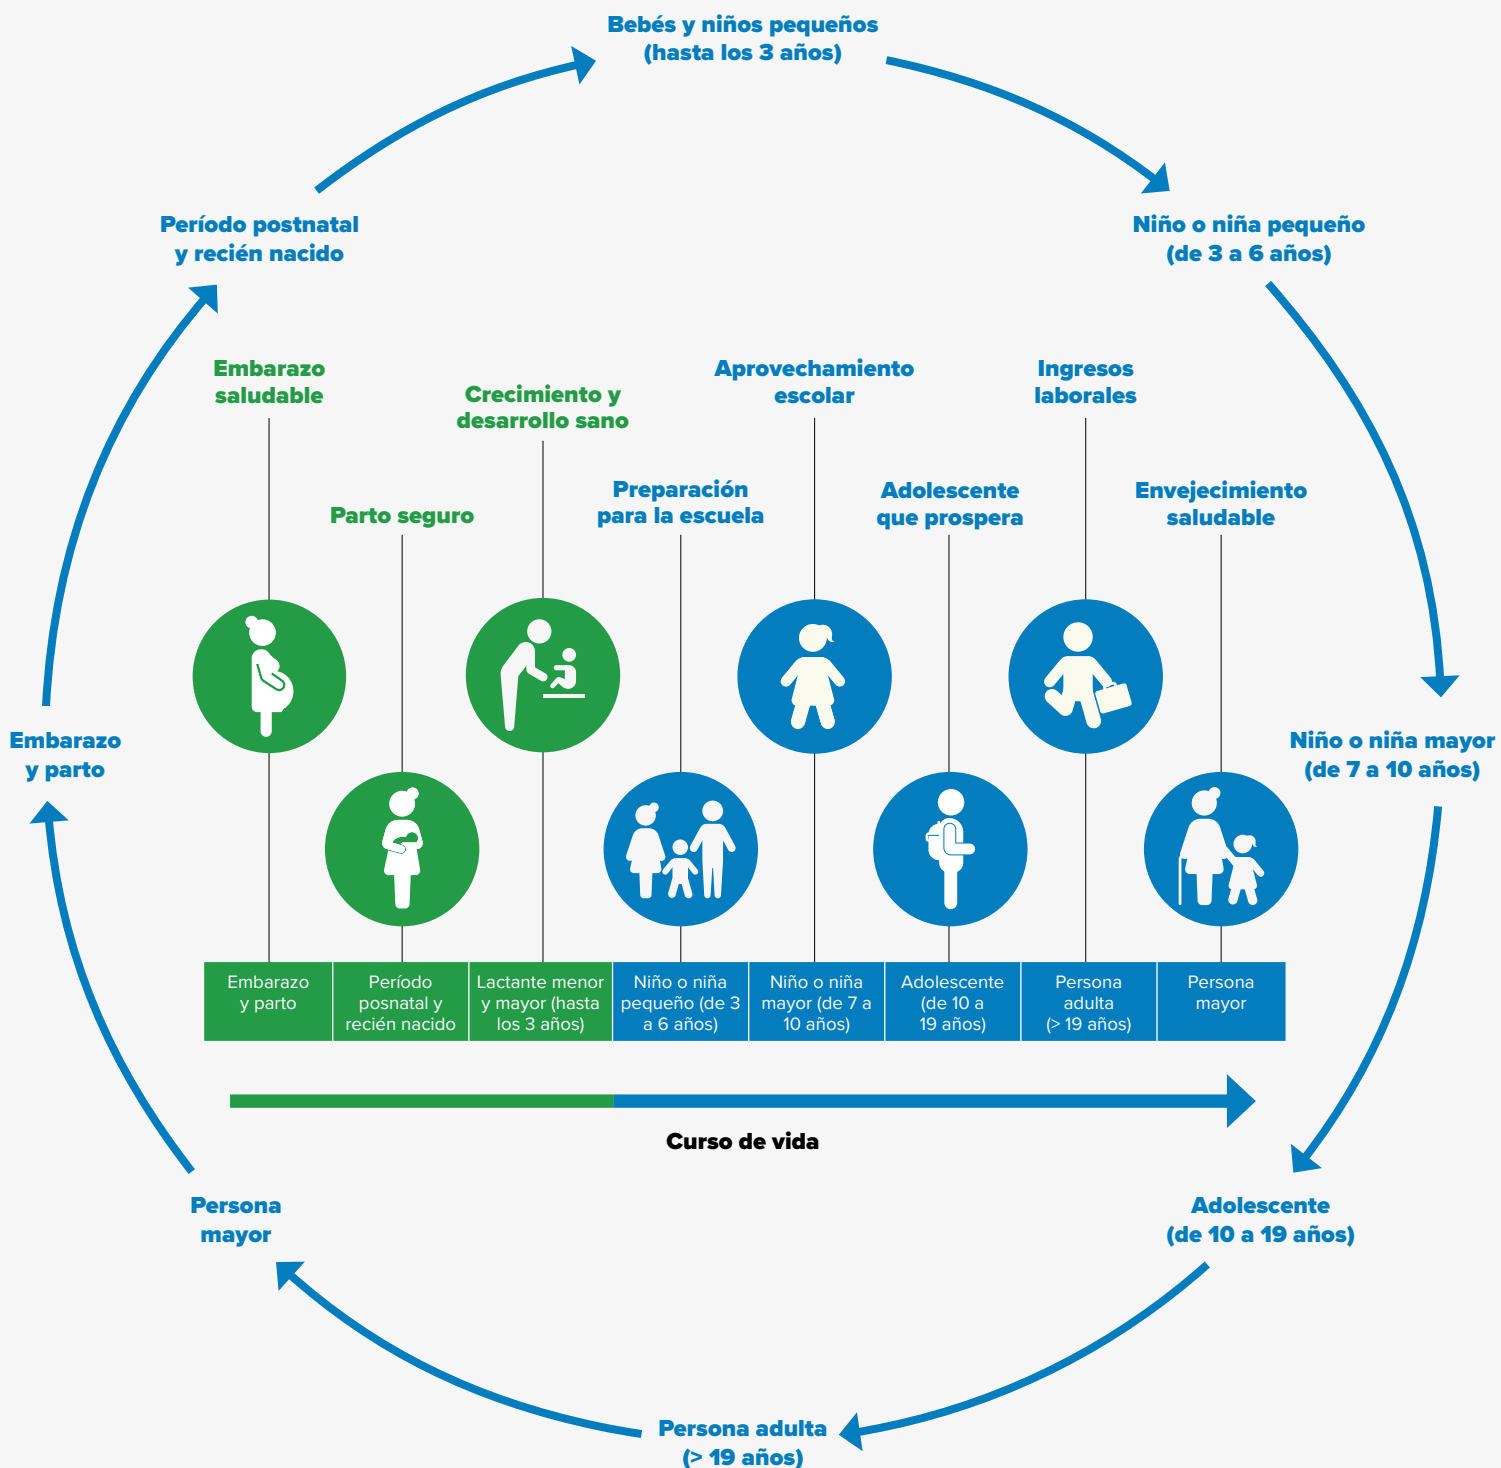 Bebés y niños pequeños
(hasta los 3 años)
Período postnatal
y recién nacido
Niño o niña pequeño
(de 3 a 6 años)
Embarazo
saludable
Crecimiento y
desarrollo sano
Aprovechamiento
escolar
Ingresos
laborales
Parto seguro
Preparación
para la escuela
Adolescente
que prospera
Envejecimiento
saludable
Embarazo
y parto
Niño o niña mayor
(de 7 a 10 años)
Embarazo
y parto
Período
posnatal y
recién nacido
Lactante menor
y mayor (hasta
los 3 años)
Niño o niña
pequeño (de 3
a 6 años)
Niño o niña
mayor (de 7 a
10 años)
Adolescente
(de 10 a
19 años)
Persona
adulta
(> 19 años)
Persona
mayor
Curso de vida
Persona
mayor
Adolescente
(de 10 a 19 años)
Persona adulta
(> 19 años)